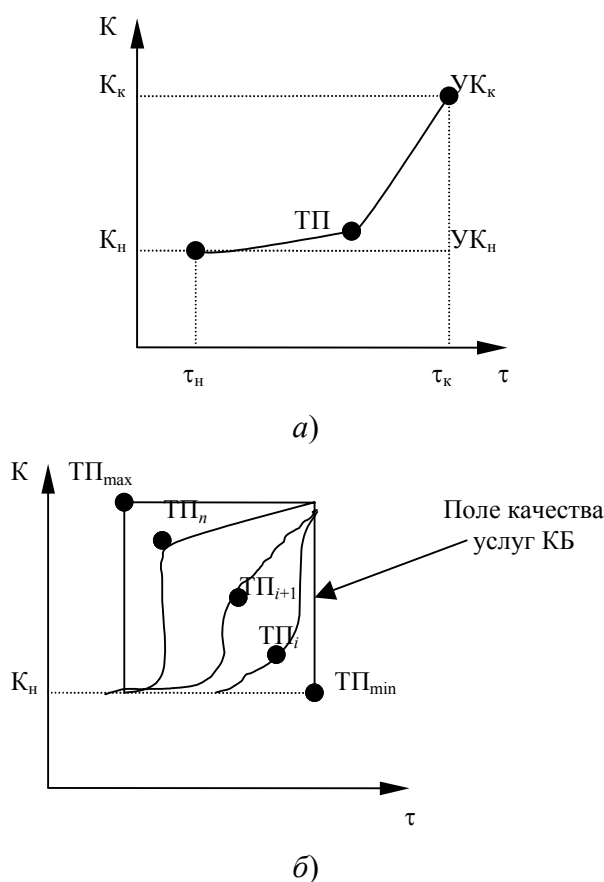 К
Кк
УКк
ТП
Кн
УКн
τн
τк
τ
а)
К
ТПmax
ТПn
Поле качества
услуг КБ
ТПi+1
ТПi
Кн
ТПmin
τ
б)